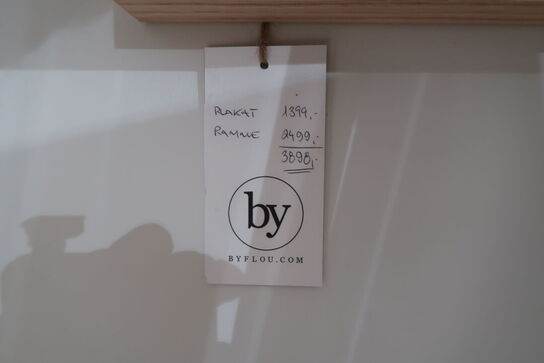 PLAKAT 1399,-
RAMME 2499,-
3898,-
by
BYFLOU.COM